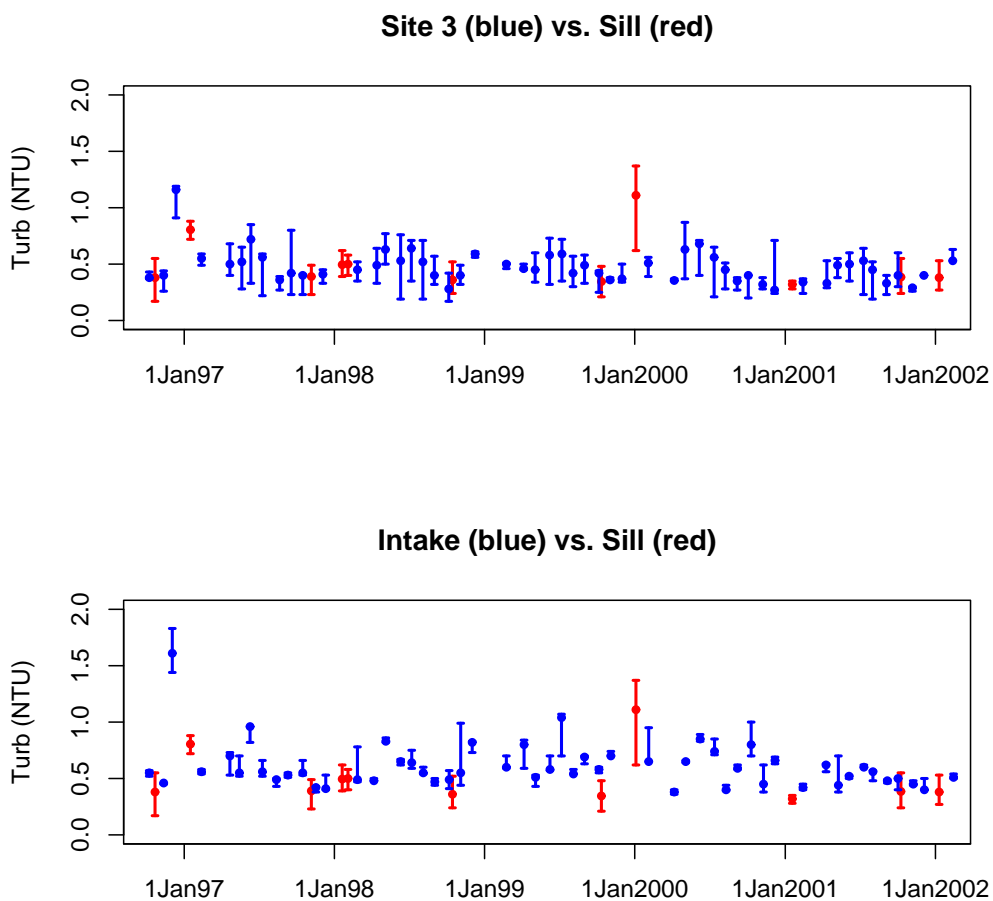 Site 3 (blue) vs. Sill (red)
Turb (NTU)
2.0
1.5
1.0
0.5
0.0
1Jan97 1Jan98 1Jan99 1Jan2000 1Jan2001 1Jan2002
Intake (blue) vs. Sill (red)
Turb (NTU)
2.0
1.5
1.0
0.5
0.0
1Jan97 1Jan98 1Jan99 1Jan2000 1Jan2001 1Jan2002